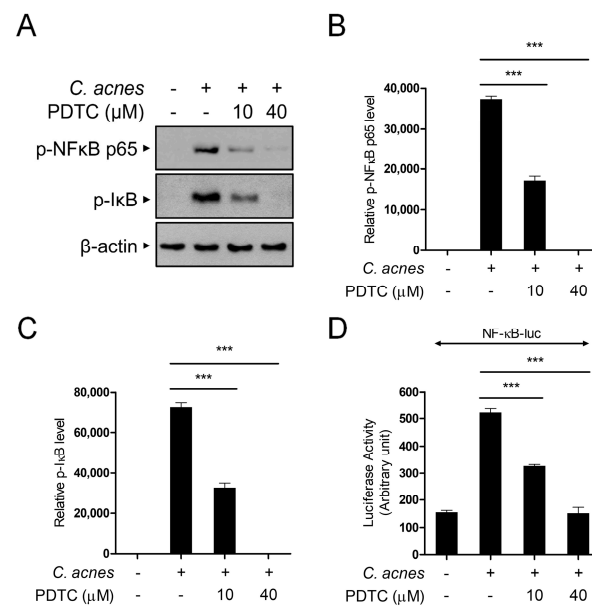 A
C. acnes - + + +
PDTC (µM) - - 10 40
p-NFκB p65
p-IκB
β-actin
B
***
***
Relative p-NFκB p65 level
40,000
30,000
20,000
10,000
0
C. acnes - + + +
PDTC (µM) - - 10 40
C
***
***
Relative p-IκB level
80,000
60,000
40,000
20,000
0
C. acnes - + + +
PDTC (µM) - - 10 40
D
NF-κB-luc
***
***
Luciferase Activity
(Arbitrary unit)
600
500
400
300
200
100
0
C. acnes - + + +
PDTC (µM) - - 10 40